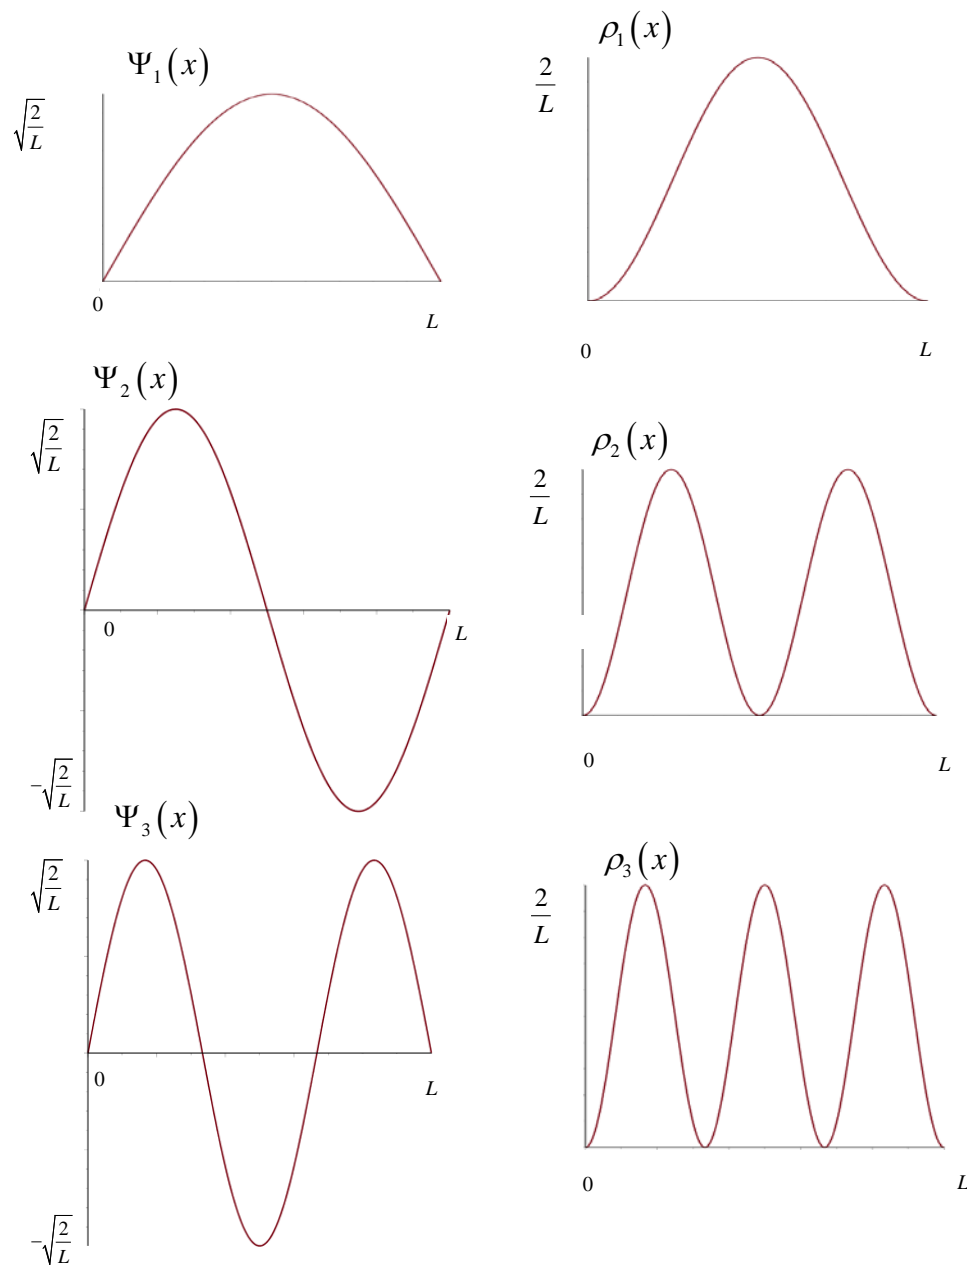 Ψ₁(x)
√(2/L)
0
L
ρ₁(x)
2/L
0
L
Ψ₂(x)
√(2/L)
0
L
−√(2/L)
ρ₂(x)
2/L
0
L
Ψ₃(x)
√(2/L)
0
L
−√(2/L)
ρ₃(x)
2/L
0
L